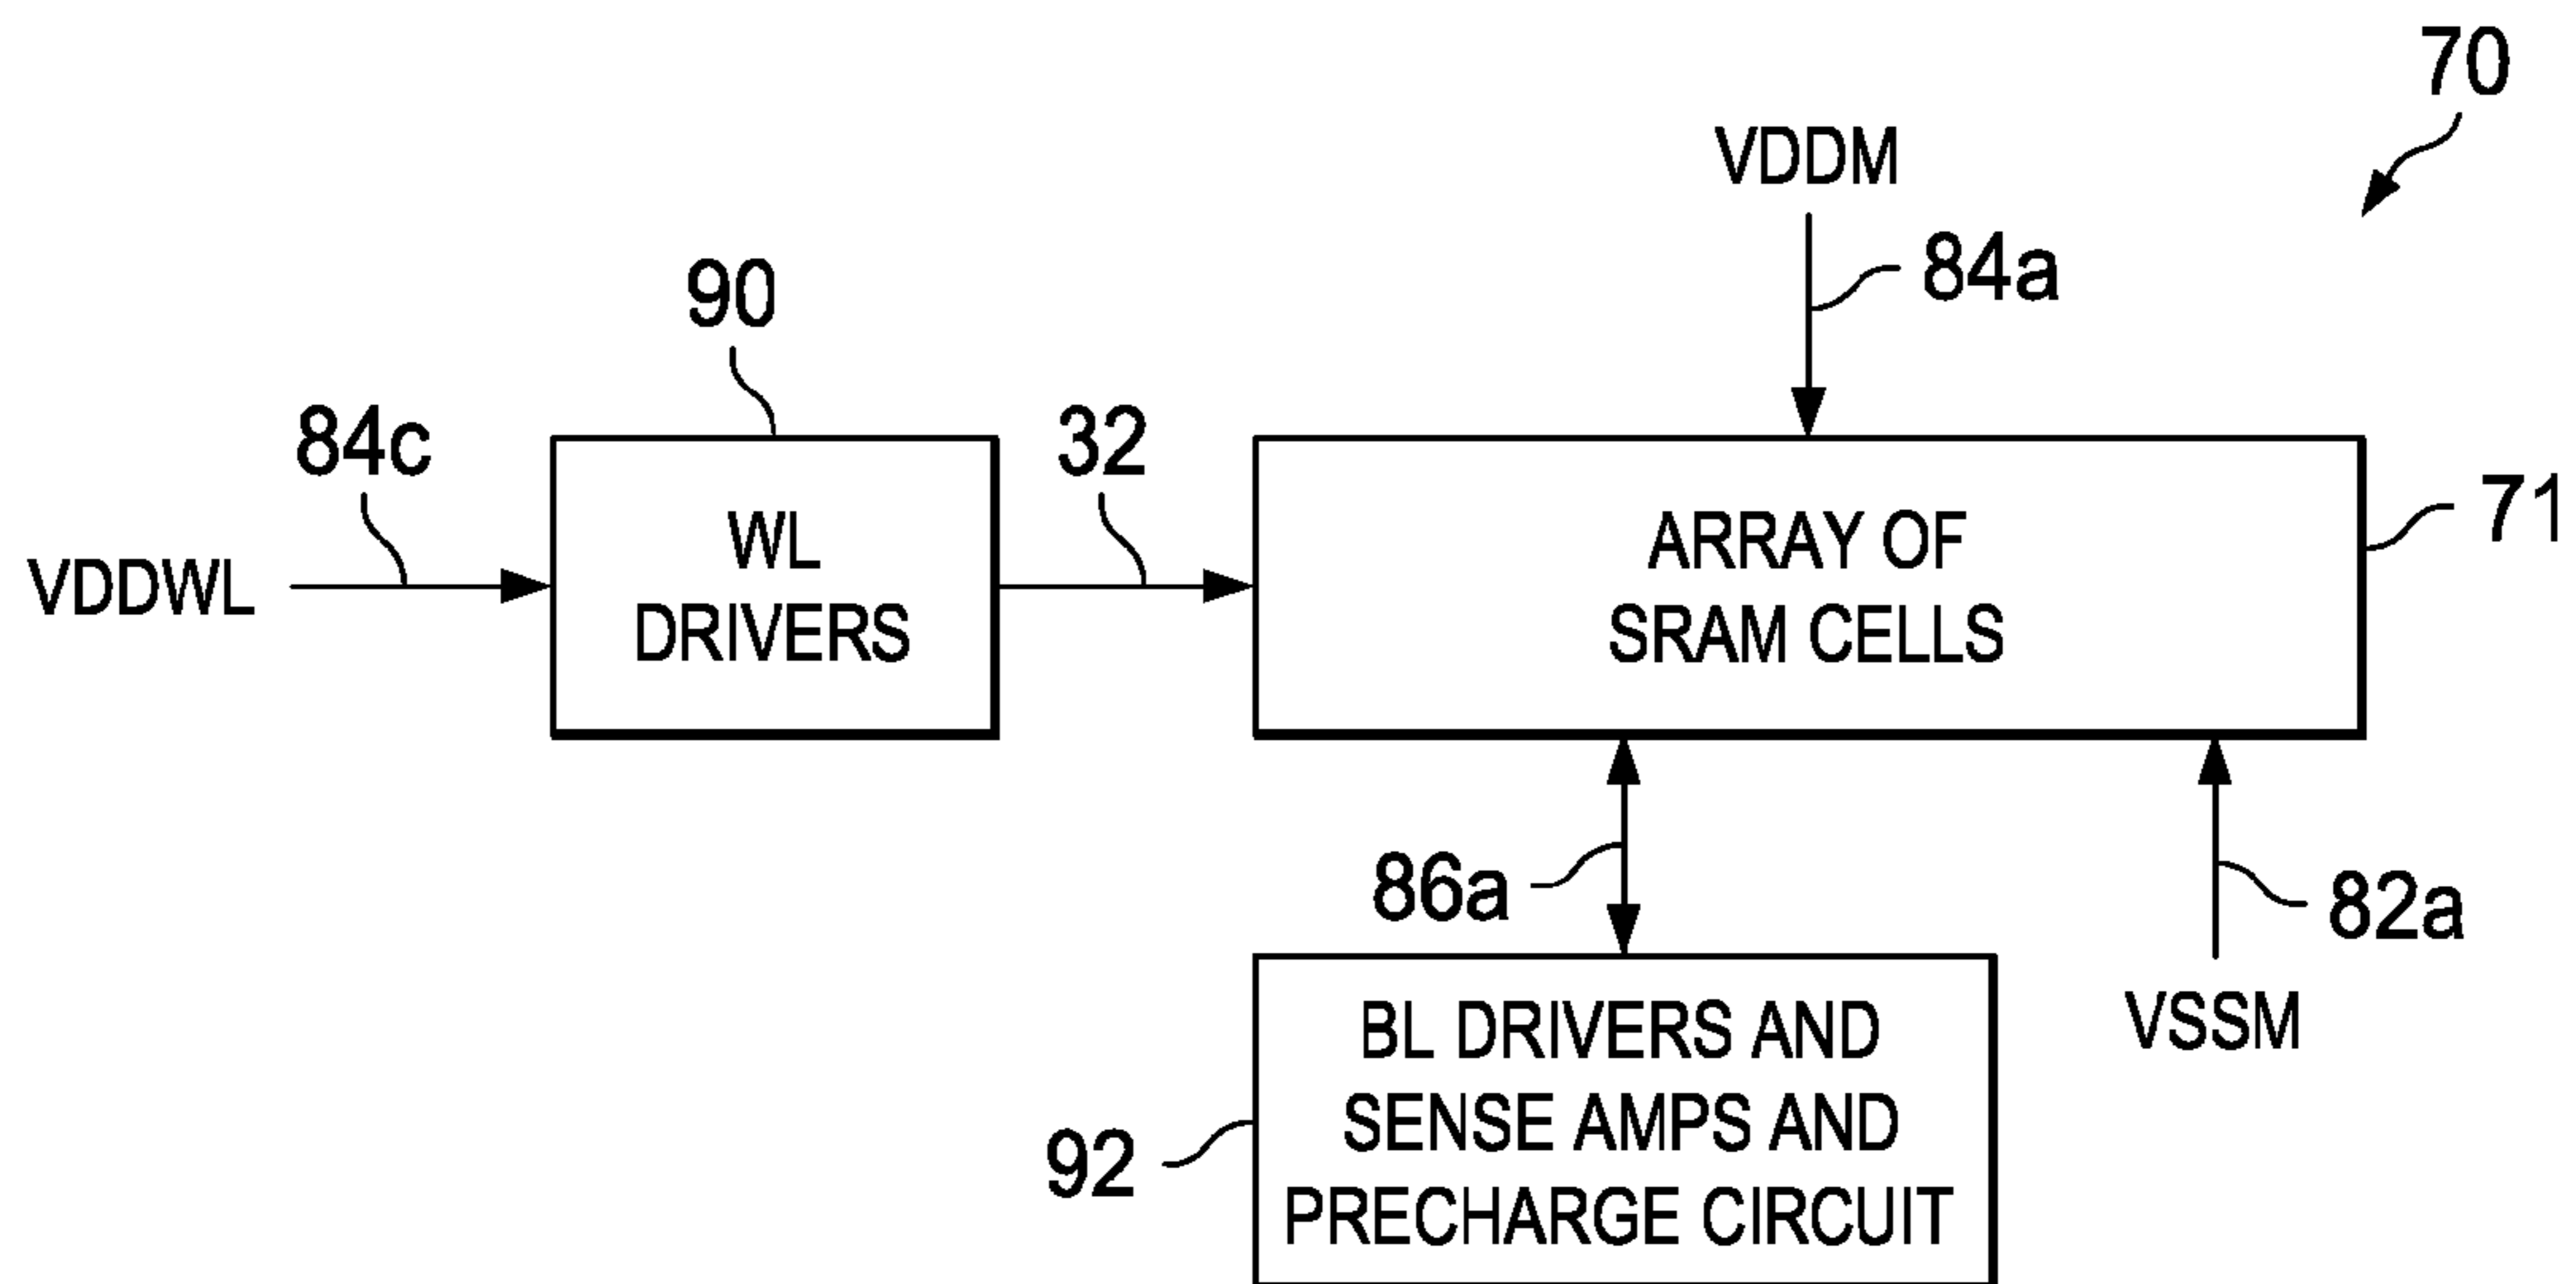 70
VDDM
84a
90
84c
32
71
WL
DRIVERS
ARRAY OF
SRAM CELLS
VDDWL
86a
82a
BL DRIVERS AND
SENSE AMPS AND
PRECHARGE CIRCUIT
VSSM
92